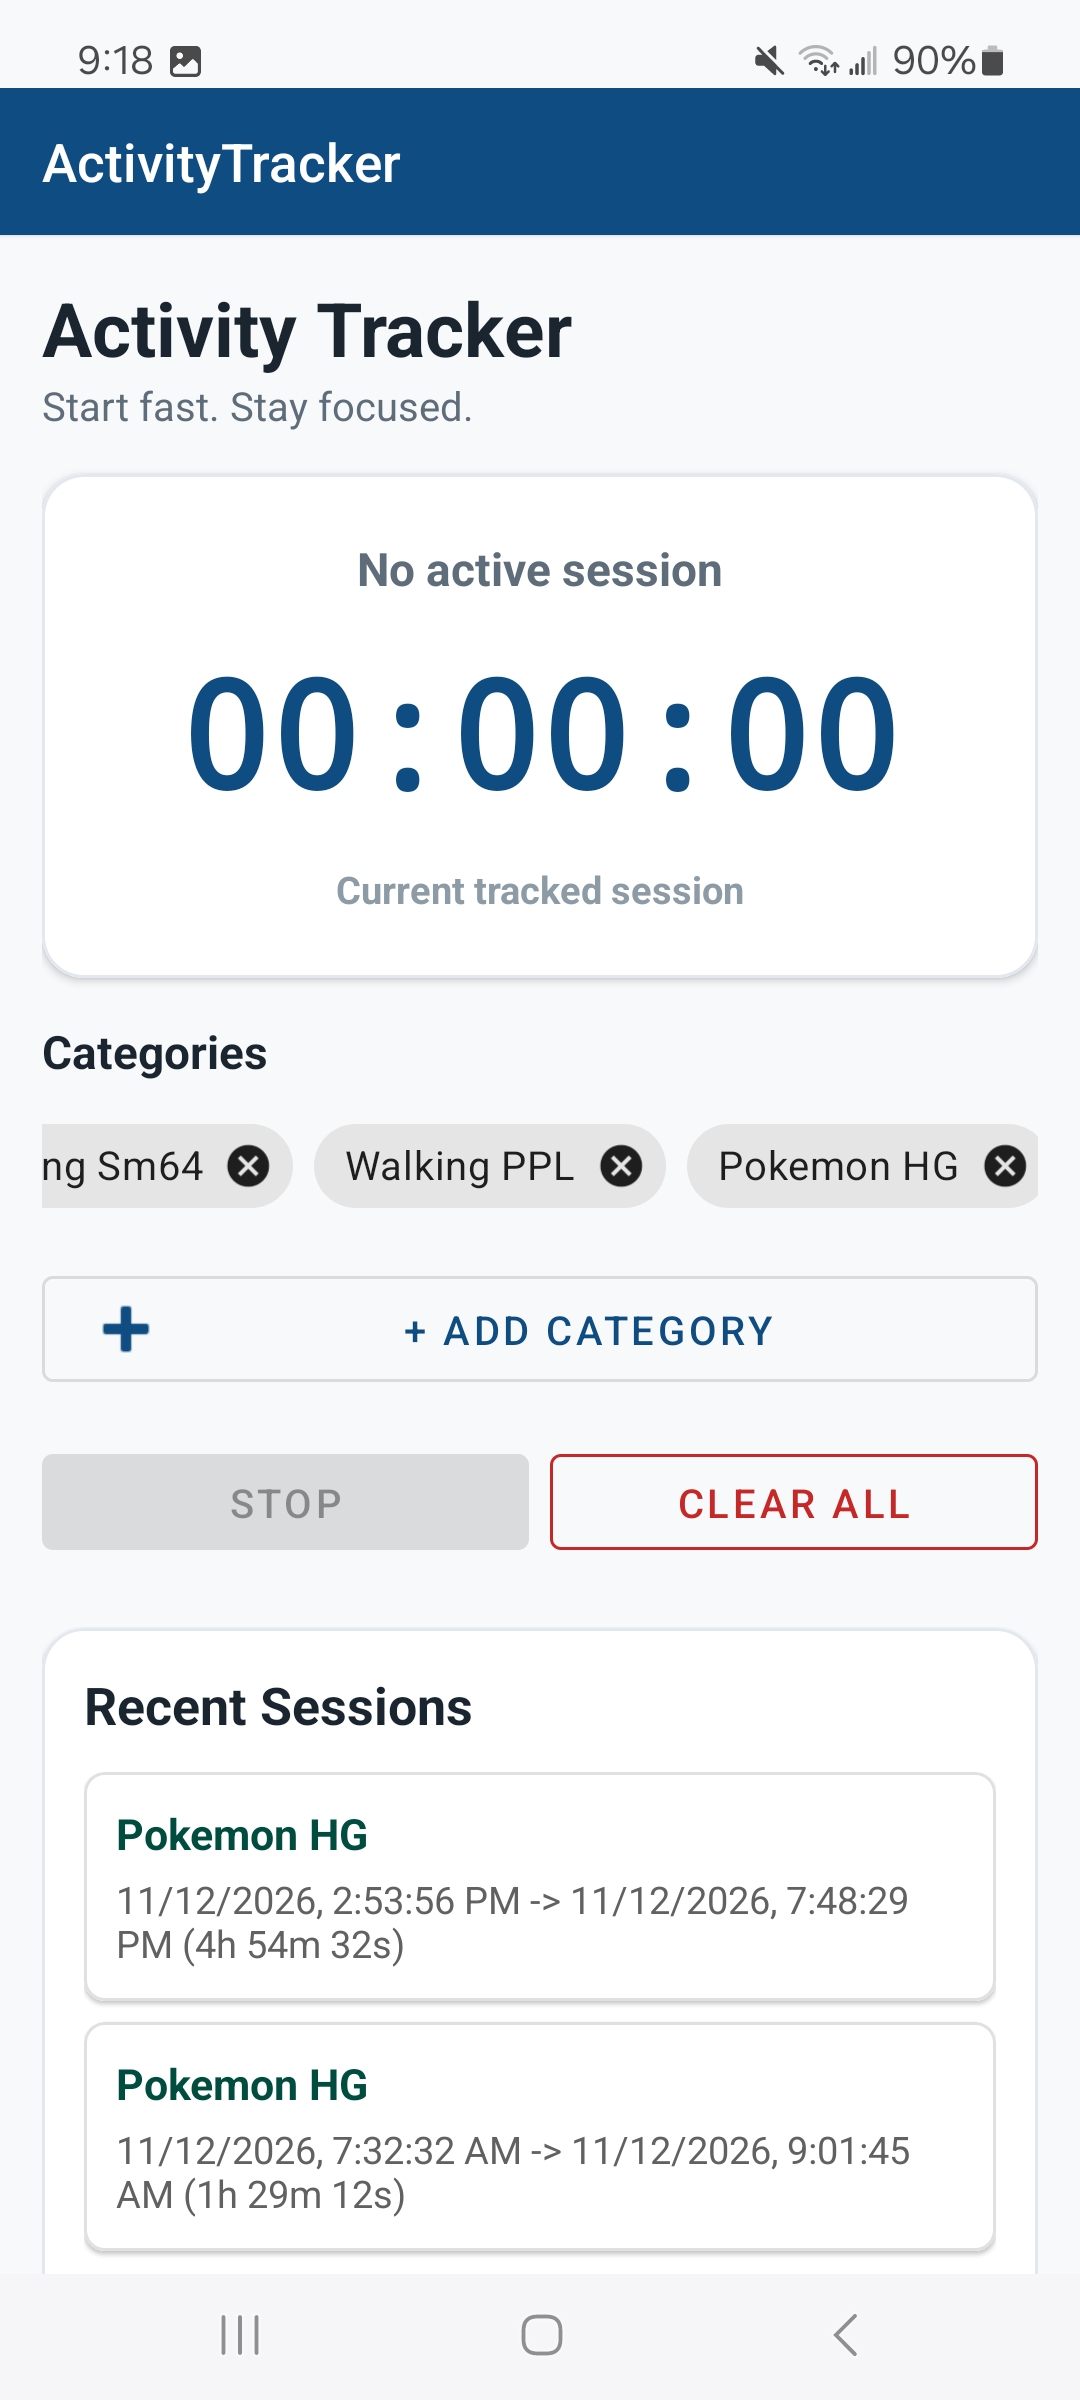 9:18 90%
ActivityTracker
Activity Tracker
Start fast. Stay focused.
No active session
00:00:00
Current tracked session
Categories
ng Sm64 Walking PPL Pokemon HG
+ ADD CATEGORY
STOP CLEAR ALL
Recent Sessions
Pokemon HG
11/12/2026, 2:53:56 PM -> 11/12/2026, 7:48:29
PM (4h 54m 32s)
Pokemon HG
11/12/2026, 7:32:32 AM -> 11/12/2026, 9:01:45
AM (1h 29m 12s)